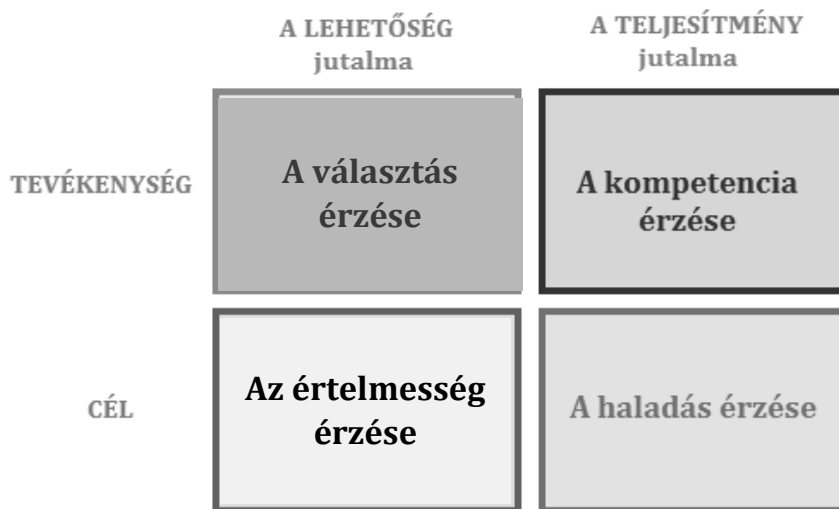 A LEHETŐSÉG
jutalma
A TELJESÍTMÉNY
jutalma
TEVÉKENYSÉG
A választás
érzése
A kompetencia
érzése
CÉL
Az értelmesség
érzése
A haladás érzése